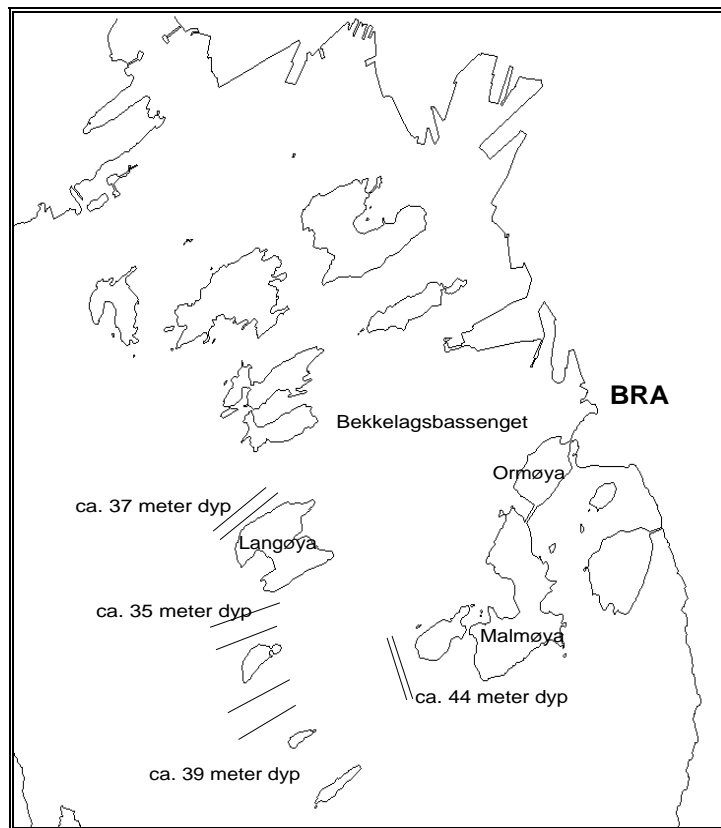 BRA
Bekkelagsbassenget
Ormøya
ca. 37 meter dyp
Langøya
ca. 35 meter dyp
Malmøya
ca. 44 meter dyp
ca. 39 meter dyp